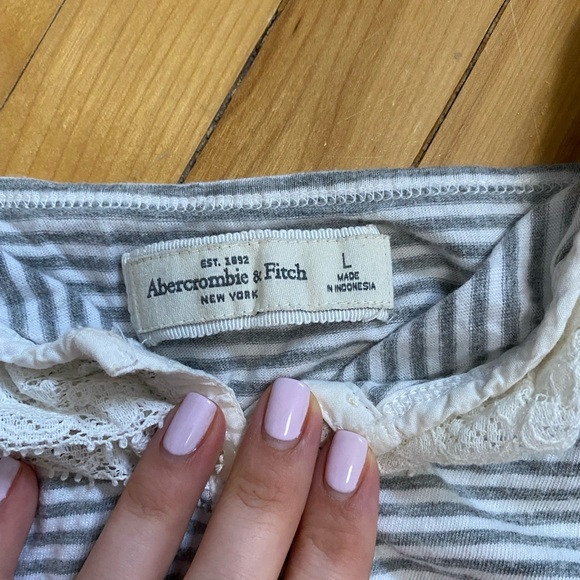 EST. 1892
Abercrombie & Fitch
NEW YORK
L
MADE
IN INDONESIA